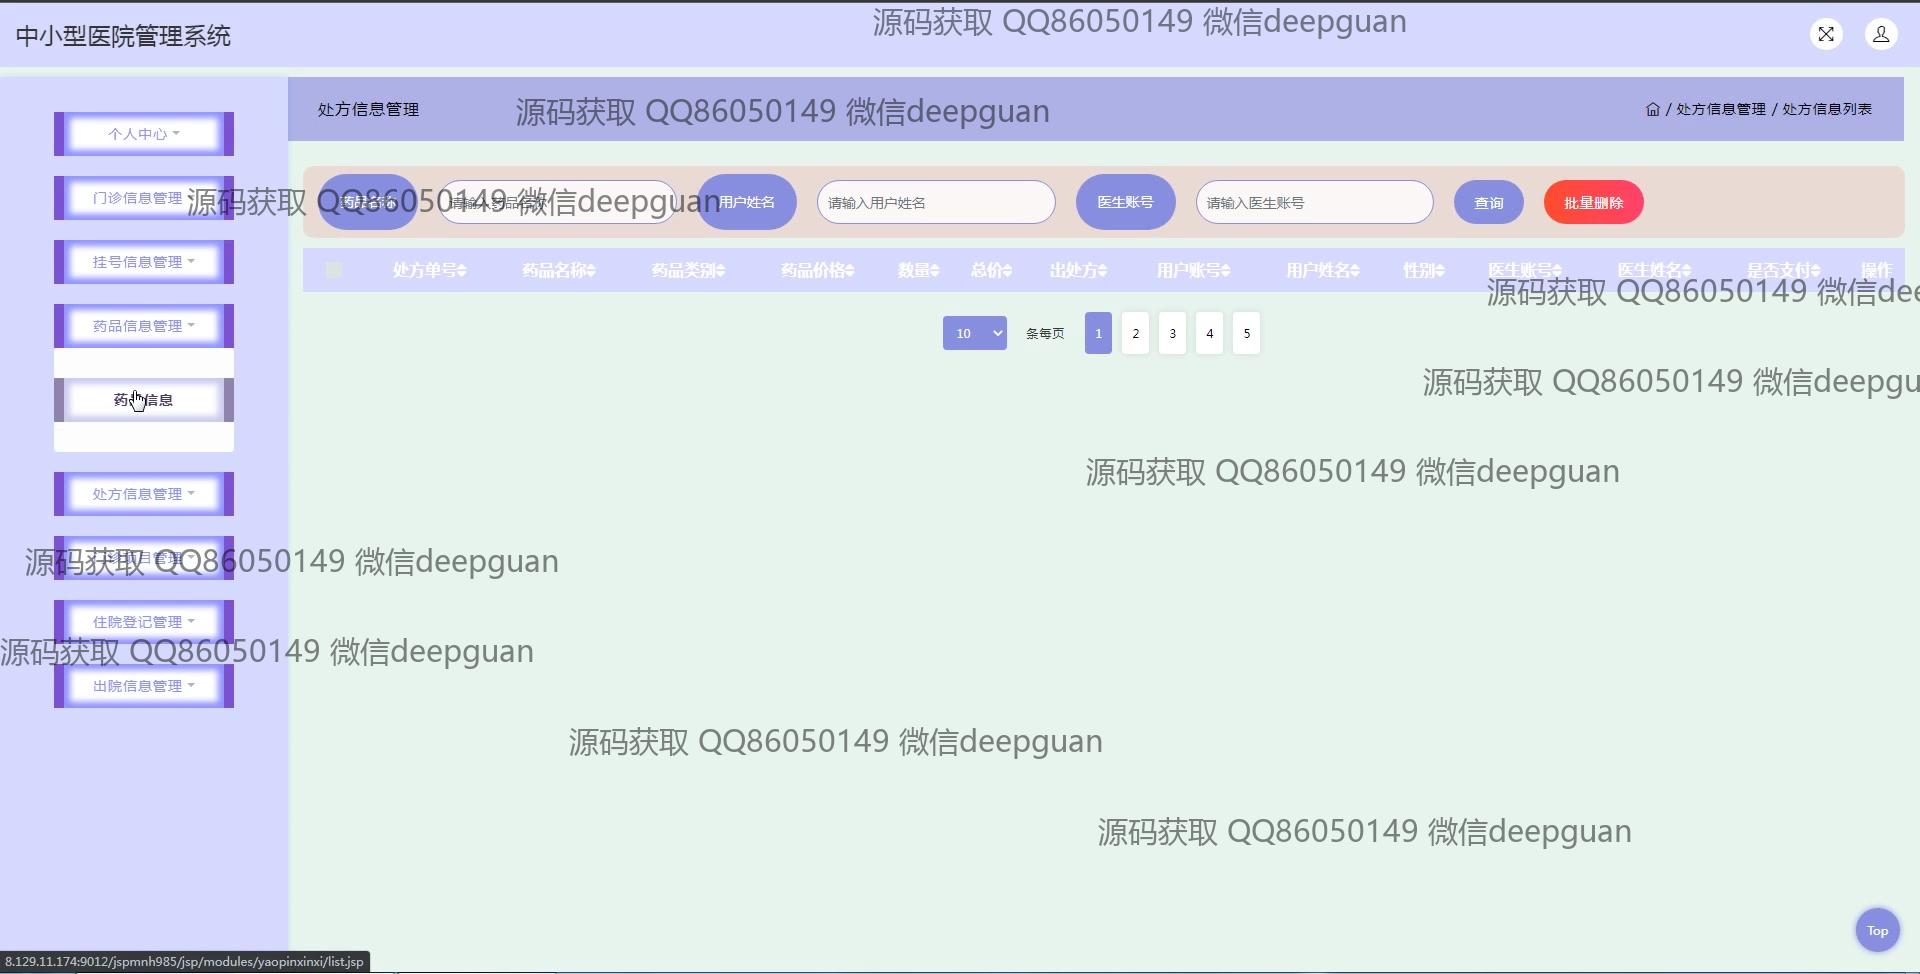 中小型医院管理系统
源码获取 QQ86050149 微信deepguan
处方信息管理
源码获取 QQ86050149 微信deepguan
/ 处方信息管理 / 处方信息列表
个人中心
门诊信息管理
源码获取 QQ86050149 微信deepguan
药品名称
请输入药品名称
用户姓名
请输入用户姓名
医生账号
请输入医生账号
查询
批量删除
挂号信息管理
处方单号
药品名称
药品类别
药品价格
数量
总价
出处方
用户账号
用户姓名
性别
医生账号
医生姓名
是否支付
操作
源码获取 QQ86050149 微信dee
药品信息管理
10
条每页
1
2
3
4
5
源码获取 QQ86050149 微信deepgu
药品信息
源码获取 QQ86050149 微信deepguan
处方信息管理
源码获取 QQ86050149 微信deepguan
住院登记管理
源码获取 QQ86050149 微信deepguan
出院信息管理
源码获取 QQ86050149 微信deepguan
源码获取 QQ86050149 微信deepguan
Top
8.129.11.174:9012/jspmnh985/jsp/modules/yaopinxinxi/list.jsp